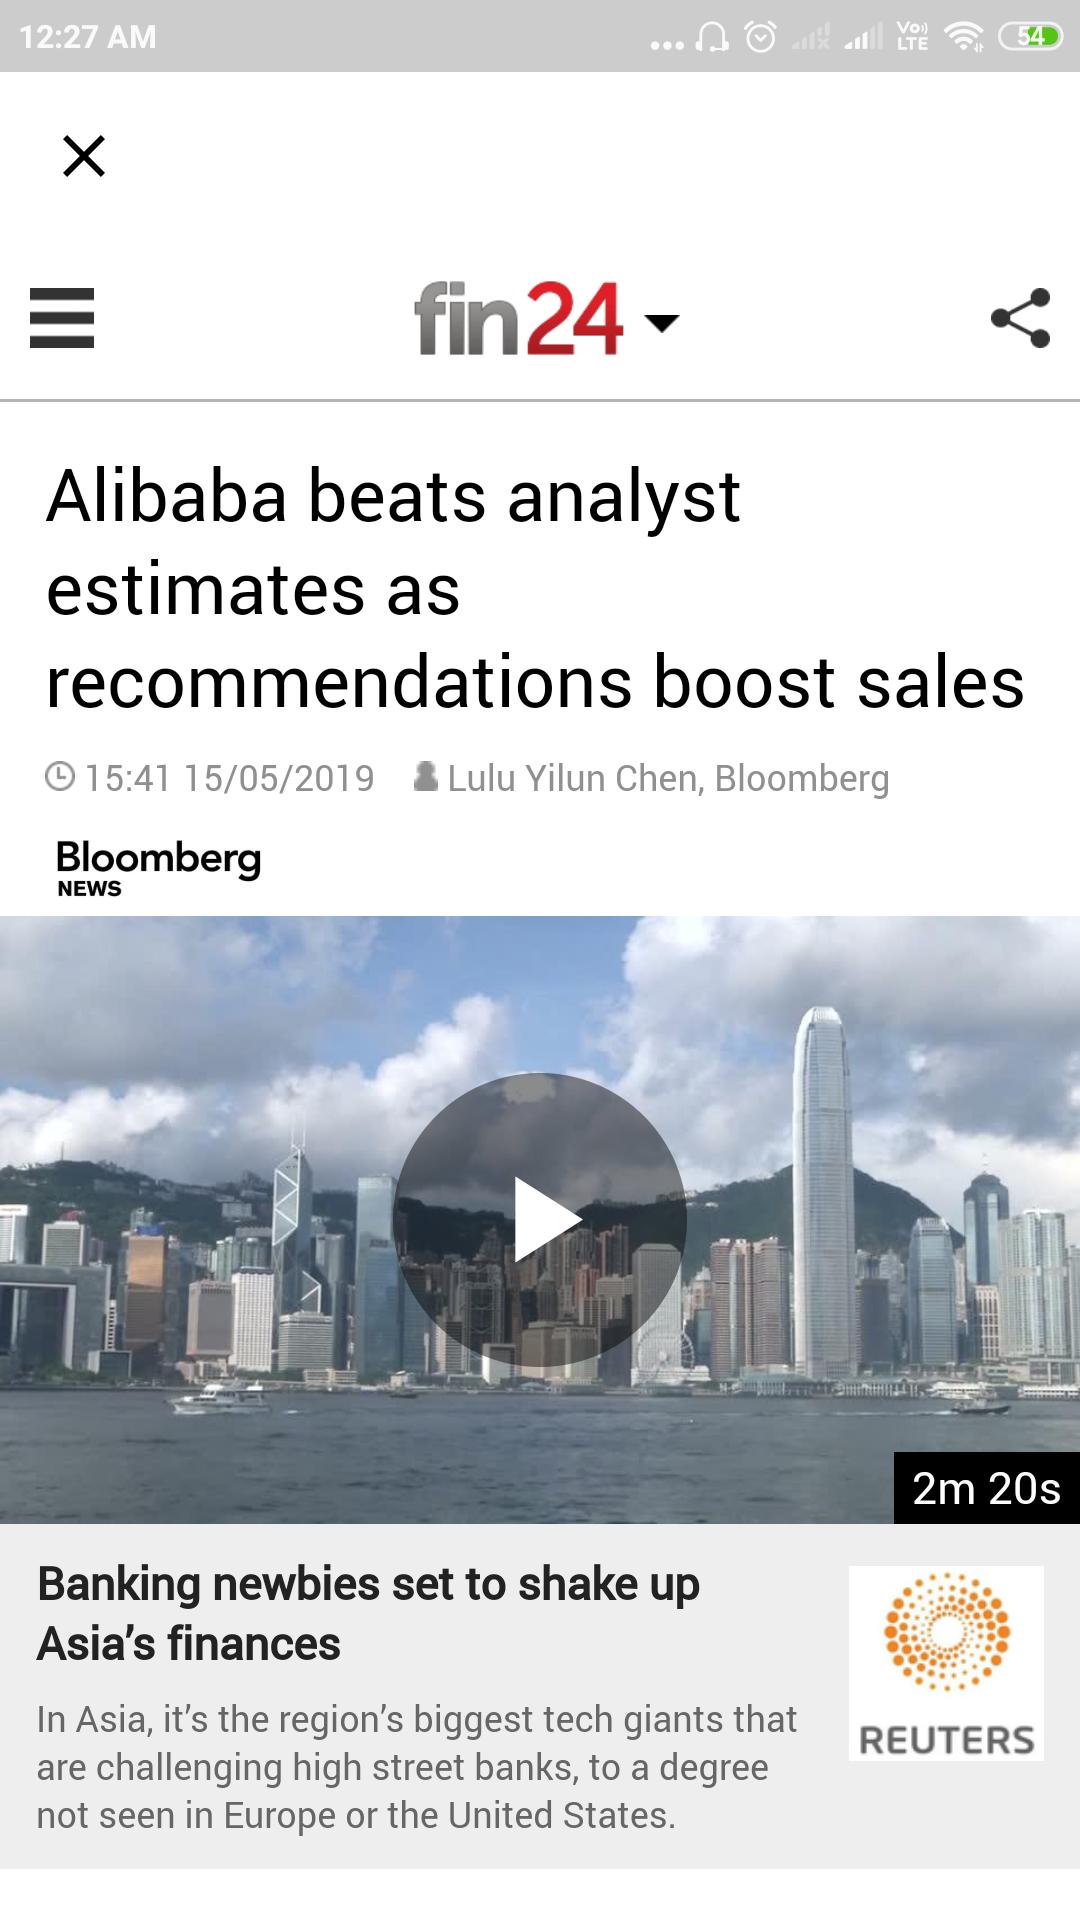 12:27 AM
Vo))
LTE
54
fin24
Alibaba beats analyst
estimates as
recommendations boost sales
15:41 15/05/2019 Lulu Yilun Chen, Bloomberg
Bloomberg
NEWS
2m 20s
Banking newbies set to shake up
Asia’s finances
In Asia, it’s the region’s biggest tech giants that
are challenging high street banks, to a degree
not seen in Europe or the United States.
REUTERS